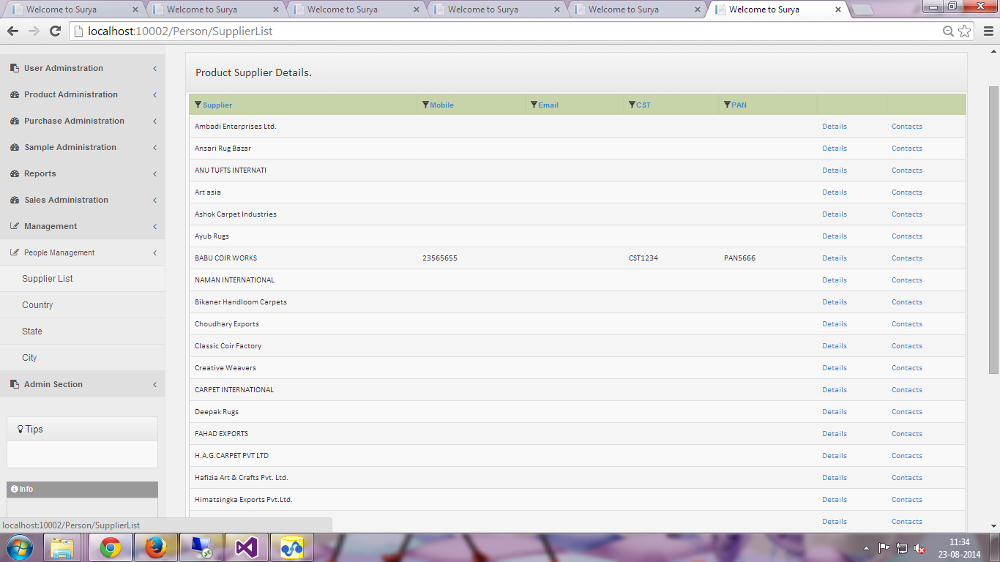 Welcome to Surya Welcome to Surya Welcome to Surya Welcome to Surya Welcome to Surya Welcome to Surya
localhost:10002/Person/SupplierList
User Adminstration
Product Administration
Purchase Administration
Sample Administration
Reports
Sales Administration
Management
People Management
Supplier List
Country
State
City
Admin Section
Tips
Info
Product Supplier Details.
Supplier Mobile Email CST PAN
Ambadi Enterprises Ltd. Details Contacts
Ansari Rug Bazar Details Contacts
ANU TUFTS INTERNATI Details Contacts
Art asia Details Contacts
Ashok Carpet Industries Details Contacts
Ayub Rugs Details Contacts
BABU COIR WORKS 23565655 CST1234 PAN5666 Details Contacts
NAMAN INTERNATIONAL Details Contacts
Bikaner Handloom Carpets Details Contacts
Choudhary Exports Details Contacts
Classic Coir Factory Details Contacts
Creative Weavers Details Contacts
CARPET INTERNATIONAL Details Contacts
Deepak Rugs Details Contacts
FAHAD EXPORTS Details Contacts
H.A.G.CARPET PVT LTD Details Contacts
Hafizia Art & Crafts Pvt. Ltd. Details Contacts
Himatsingka Exports Pvt.Ltd. Details Contacts
Details Contacts
localhost:10002/Person/SupplierList
11:34
23-08-2014